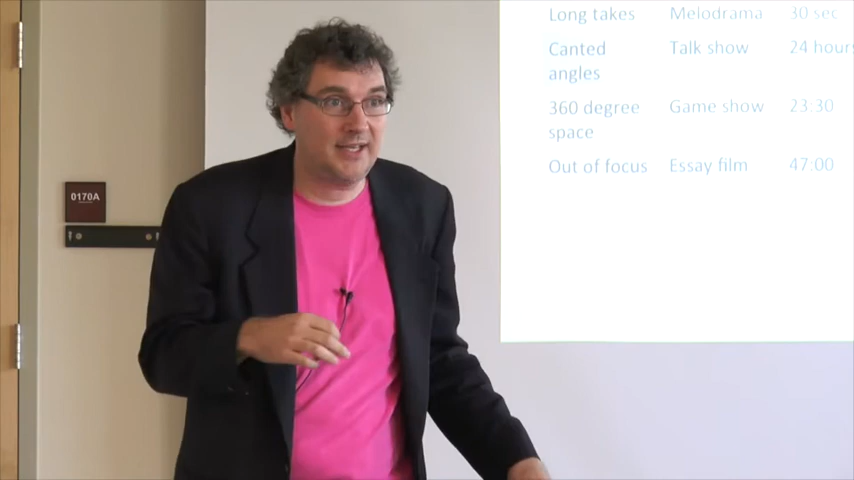 Long takes Melodrama 30 sec
Canted Talk show 24 hours
angles
360 degree Game show 23:30
space
Out of focus Essay film 47:00
0170A